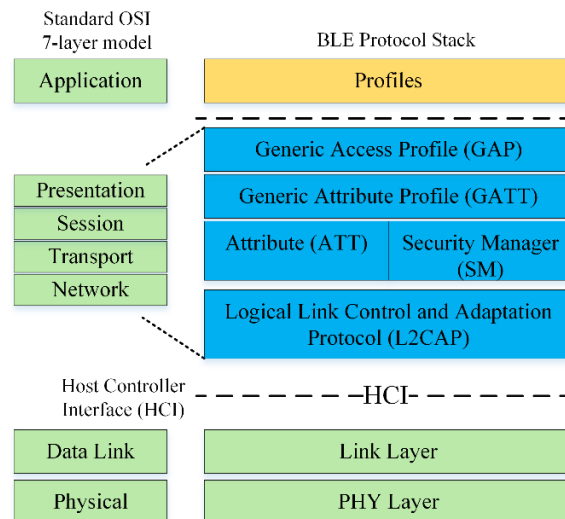 Standard OSI
7-layer model
BLE Protocol Stack
Application
Profiles
Generic Access Profile (GAP)
Presentation
Generic Attribute Profile (GATT)
Session
Attribute (ATT)
Security Manager
(SM)
Transport
Network
Logical Link Control and Adaptation
Protocol (L2CAP)
Host Controller
Interface (HCI)
HCI
Data Link
Link Layer
Physical
PHY Layer